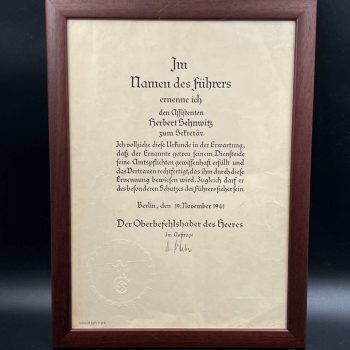 Im
Namen des Führers
ernenne ich
den Assistenten
Herbert Sehnwitz
zum Sekretär.
Ich vollziehe diese Urkunde in der Erwartung,
daß der Ernannte getreu seinem Diensteide
seine Amtspflichten gewissenhaft erfüllt und
das Vertrauen rechtfertigt, das ihm durch diese
Ernennung bewiesen wird. Zugleich darf er
des besonderen Schutzes des Führers sicher sein.
Berlin, den 19. November 1941
Der Oberbefehlshaber des Heeres
Im Auftrage